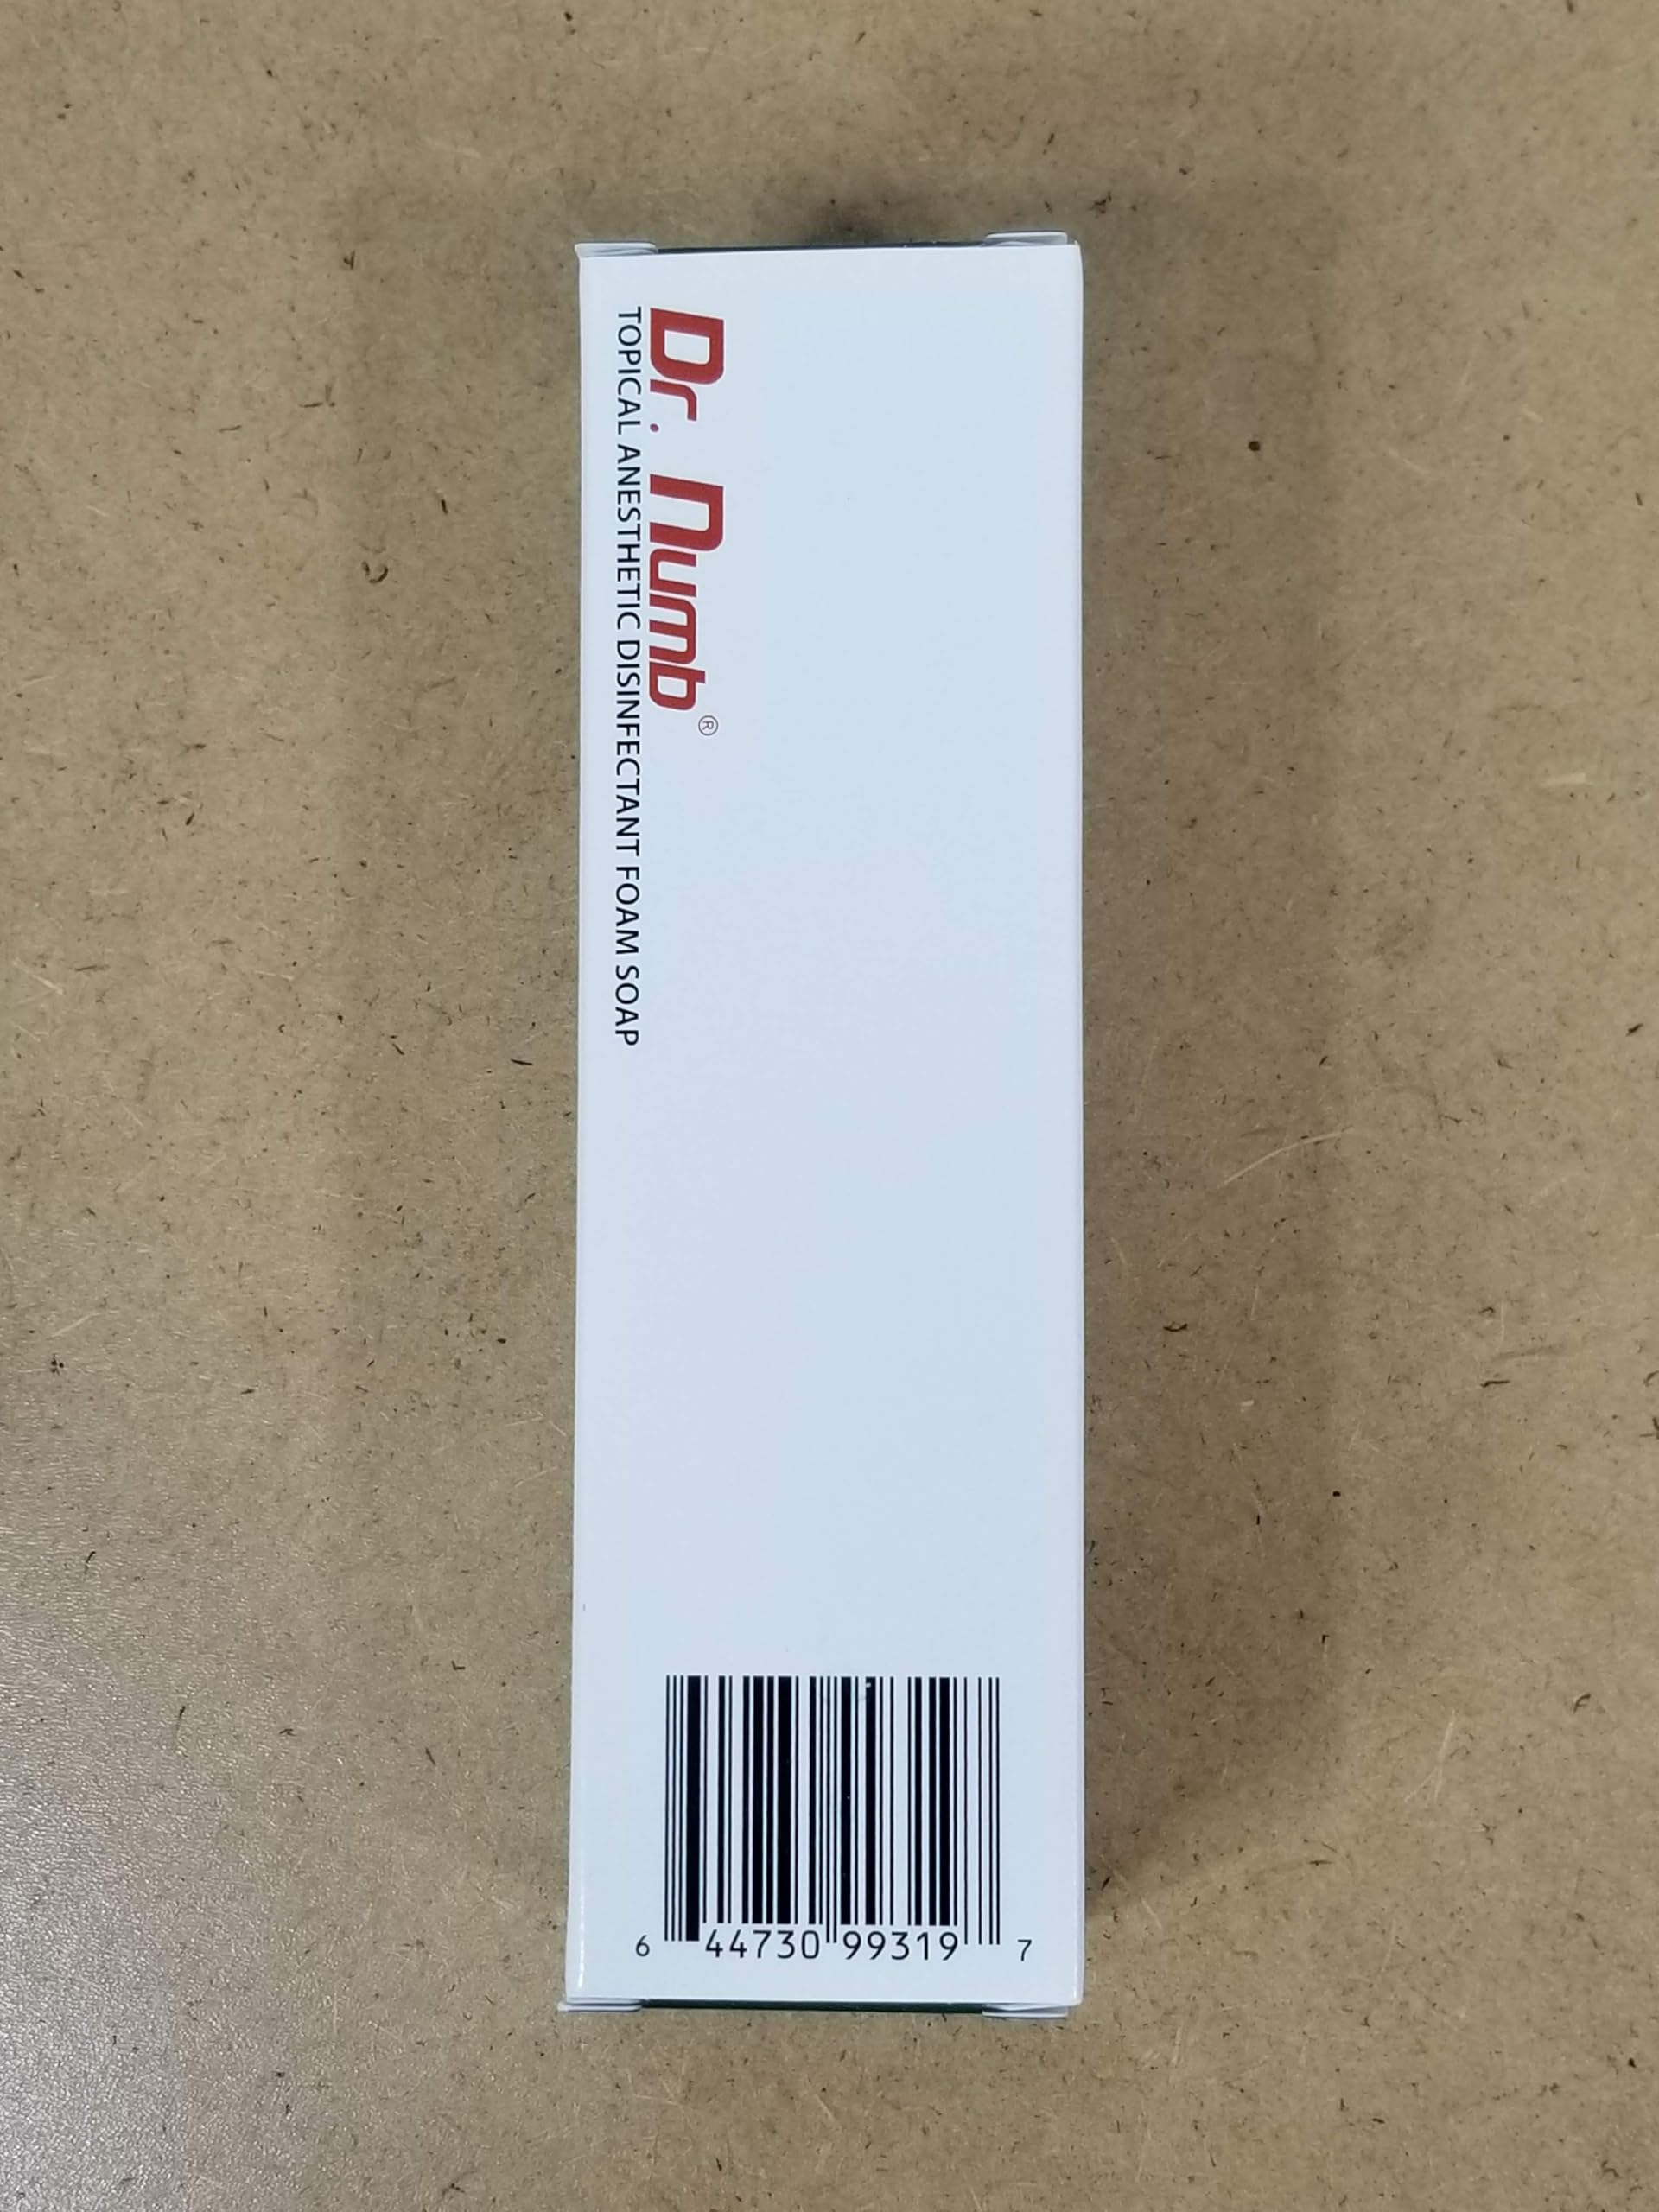 Dr. Numb®
TOPICAL ANESTHETIC DISINFECTANT FOAM SOAP
6 44730 99319 7